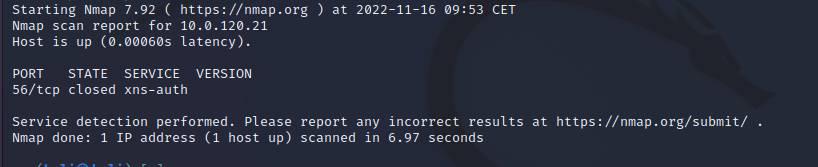 Starting Nmap 7.92 ( https://nmap.org ) at 2022-11-16 09:53 CET
Nmap scan report for 10.0.120.21
Host is up (0.00060s latency).
PORT   STATE  SERVICE  VERSION
56/tcp closed xns-auth
Service detection performed. Please report any incorrect results at https://nmap.org/submit/ .
Nmap done: 1 IP address (1 host up) scanned in 6.97 seconds